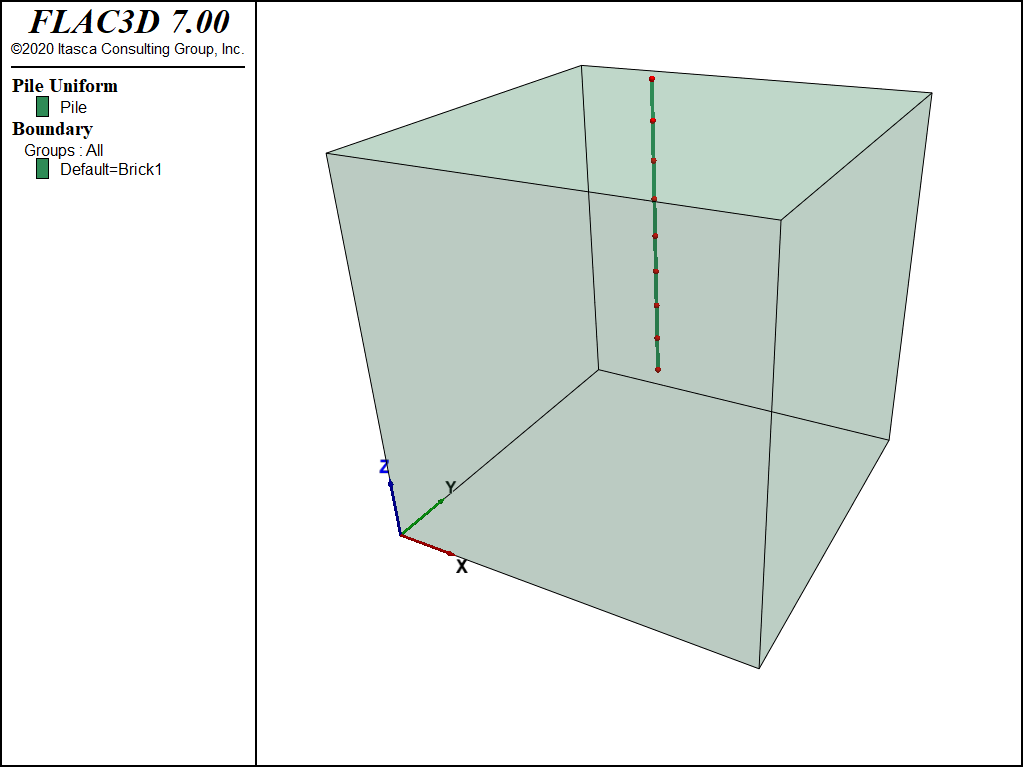 FLAC3D 7.00
©2020 Itasca Consulting Group, Inc.
Pile Uniform
Pile
Boundary
Groups : All
Default=Brick1
Z
Y
X